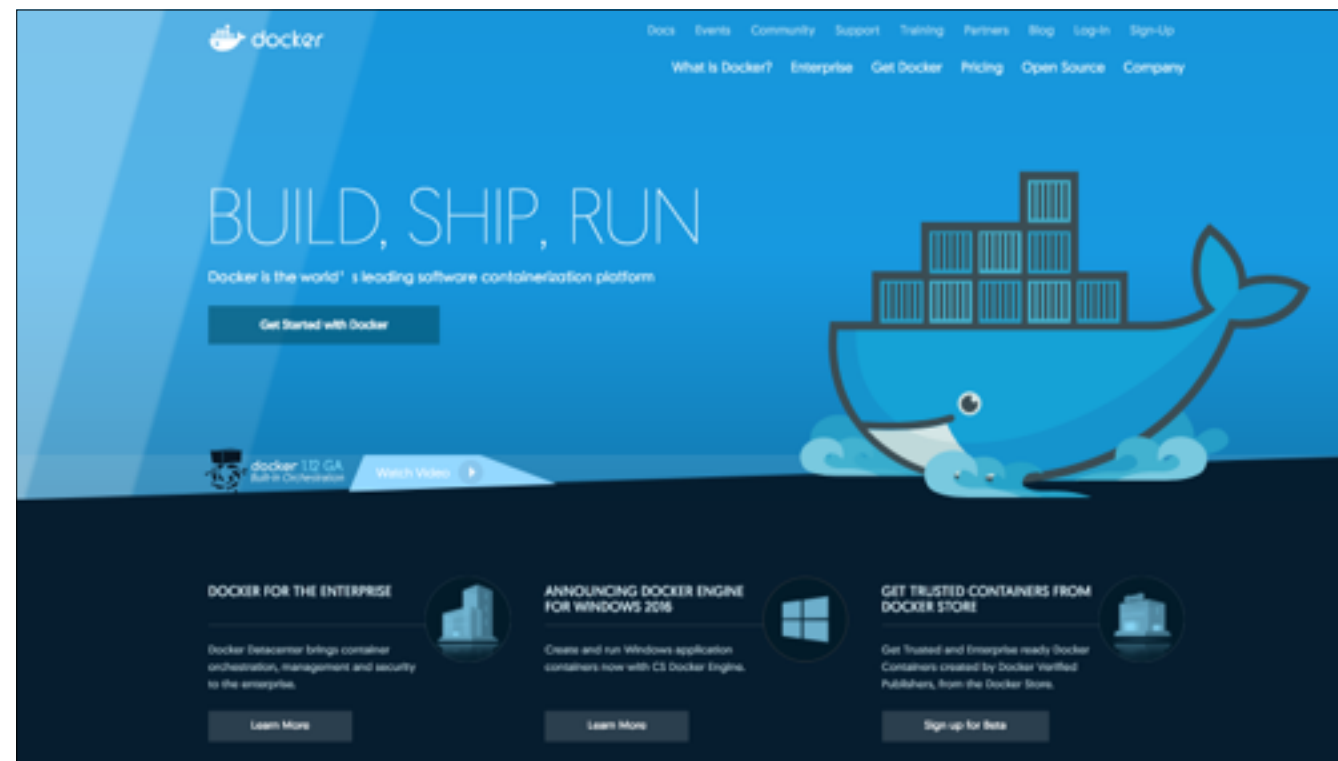 docker
Docs Events Community Support Training Partners Blog Log-In Sign-Up
What is Docker? Enterprise Get Docker Pricing Open Source Company
BUILD, SHIP, RUN
Docker is the world's leading software containerization platform
Get Started with Docker
docker 1.12 GA
Built-in Orchestration
Watch Video
DOCKER FOR THE ENTERPRISE
Docker Datacenter brings container
orchestration, management and security
to the enterprise.
Learn More
ANNOUNCING DOCKER ENGINE
FOR WINDOWS 2016
Create and run Windows application
containers now with CS Docker Engine.
Learn More
GET TRUSTED CONTAINERS FROM
DOCKER STORE
Get Trusted and Enterprise ready Docker
Containers created by Docker Verified
Publishers, from the Docker Store.
Sign up for Beta